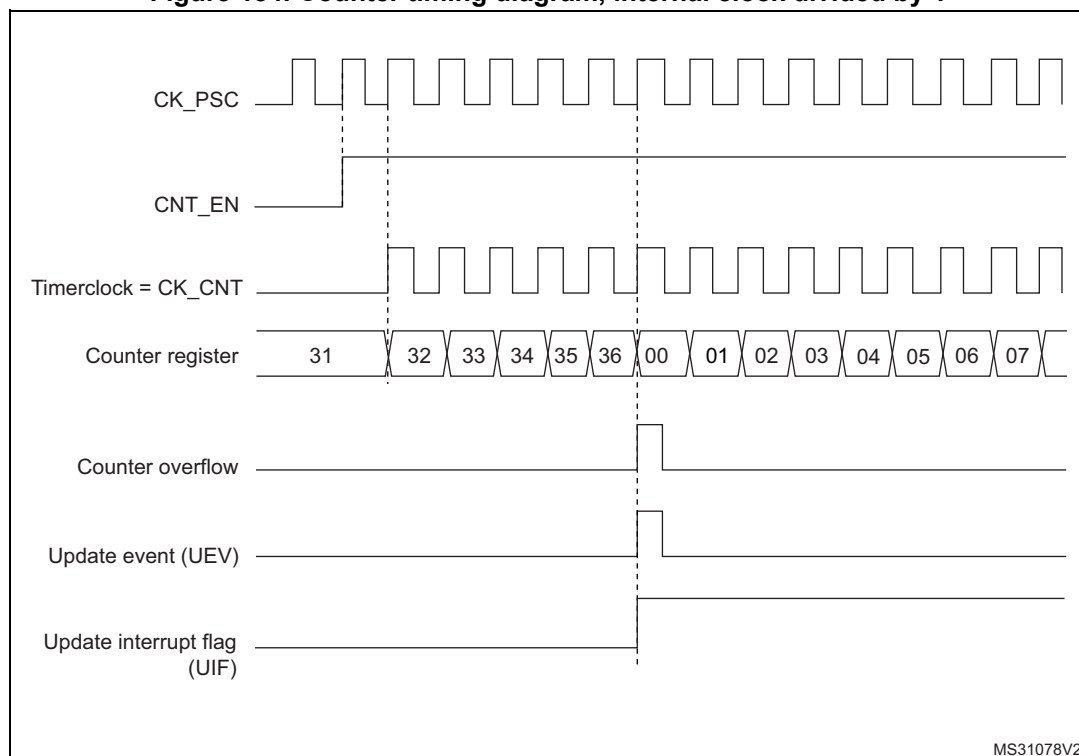 CK_PSC
CNT_EN
Timerclock = CK_CNT
Counter register 31 32 33 34 35 36 00 01 02 03 04 05 06 07
Counter overflow
Update event (UEV)
Update interrupt flag
(UIF)
MS31078V2